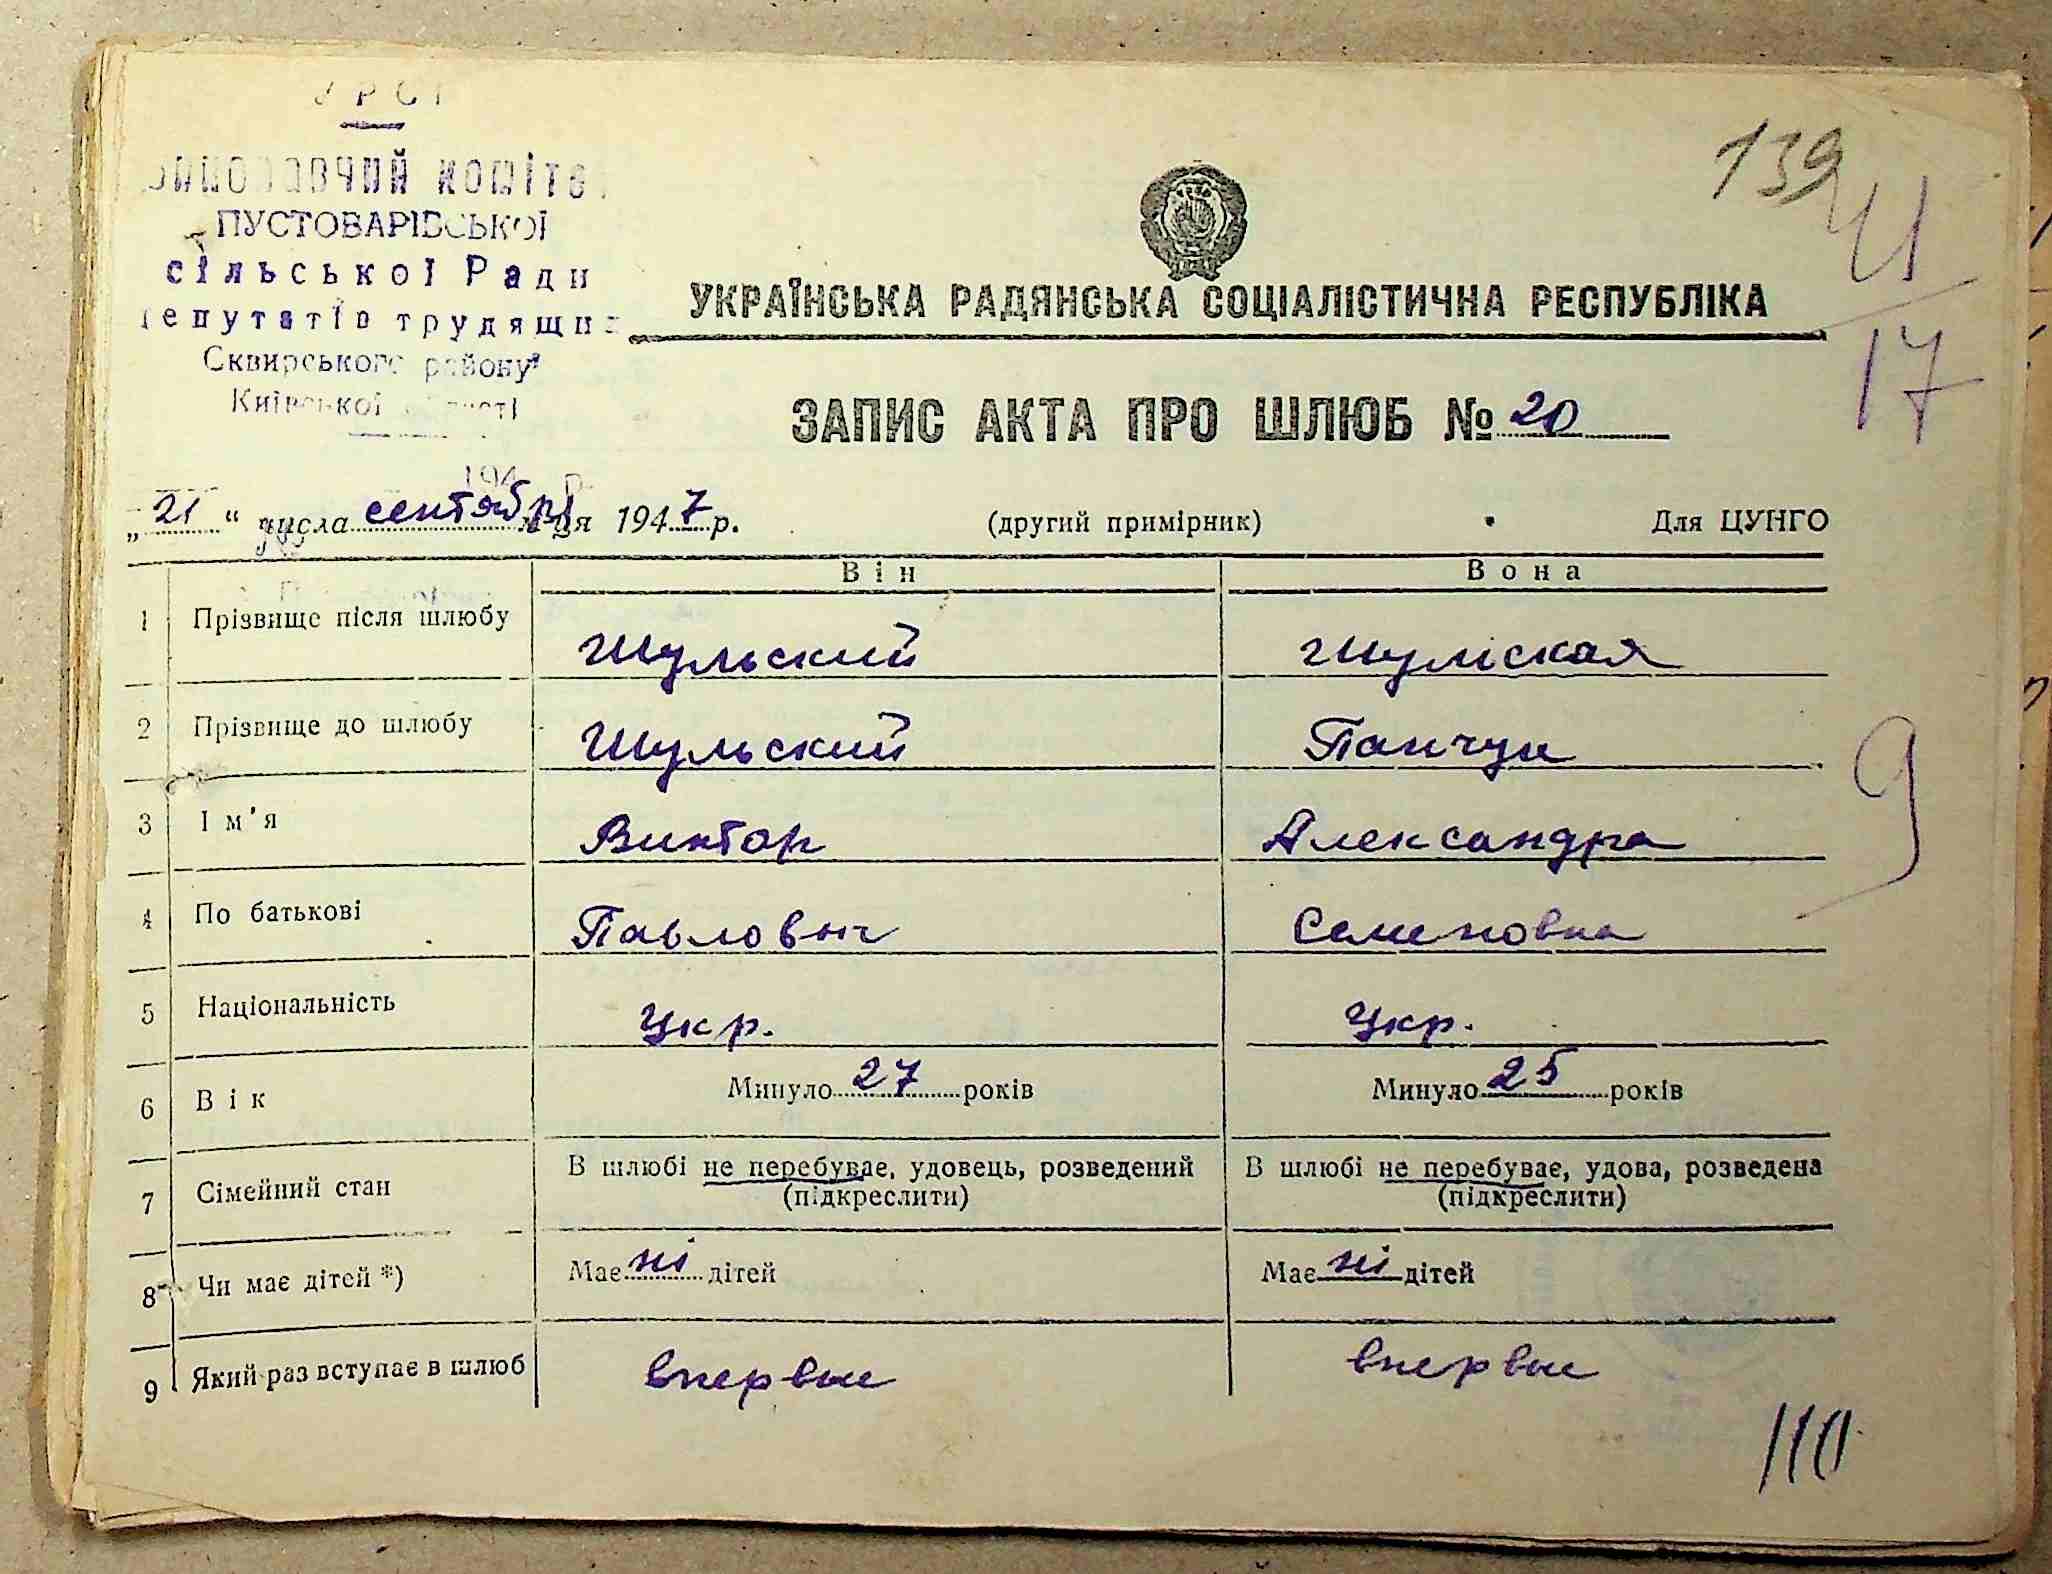 УРСР
Виконавчий комітет
ПУСТОВАРІВСЬКОЇ
сільської Ради
депутатів трудящих
Сквирського району
Київської області
194 р.
139
41
17
УКРАЇНСЬКА РАДЯНСЬКА СОЦІАЛІСТИЧНА РЕСПУБЛІКА
ЗАПИС АКТА ПРО ШЛЮБ № 20
„21“ числа сентября м-ця 1947 р. (другий примірник) Для ЦУНГО
Він Вона
1 Прізвище після шлюбу Шульский Шульская
2 Прізвище до шлюбу Шульский Панчук
9
3 Ім'я Виктор Александра
4 По батькові Павлович Семеновна
5 Національність Укр. Укр.
6 Вік Минуло 27 років Минуло 25 років
7 Сімейний стан В шлюбі не перебуває, удовець, розведений В шлюбі не перебуває, удова, розведена
(підкреслити) (підкреслити)
8 Чи має дітей *) Має ні дітей Має ні дітей
9 Який раз вступає в шлюб впервые впервые
110